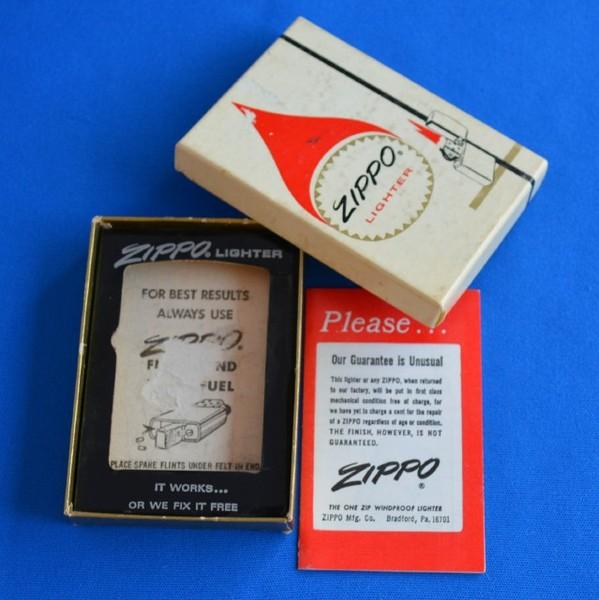 ZIPPO®
LIGHTER
ZIPPO® LIGHTER
FOR BEST RESULTS
ALWAYS USE
ZIPPO®
UEL
PLACE SPARE FLINTS UNDER FELT IN END
IT WORKS...
OR WE FIX IT FREE
Please...
Our Guarantee is Unusual
This lighter or any ZIPPO, when returned
to our factory, will be put in first class
mechanical condition free of charge, for
we have yet to charge a cent for the repair
of a ZIPPO regardless of age or condition.
THE FINISH, HOWEVER, IS NOT
GUARANTEED.
ZIPPO®
THE ONE ZIP WINDPROOF LIGHTER
ZIPPO Mfg. Co. Bradford, Pa. 16701